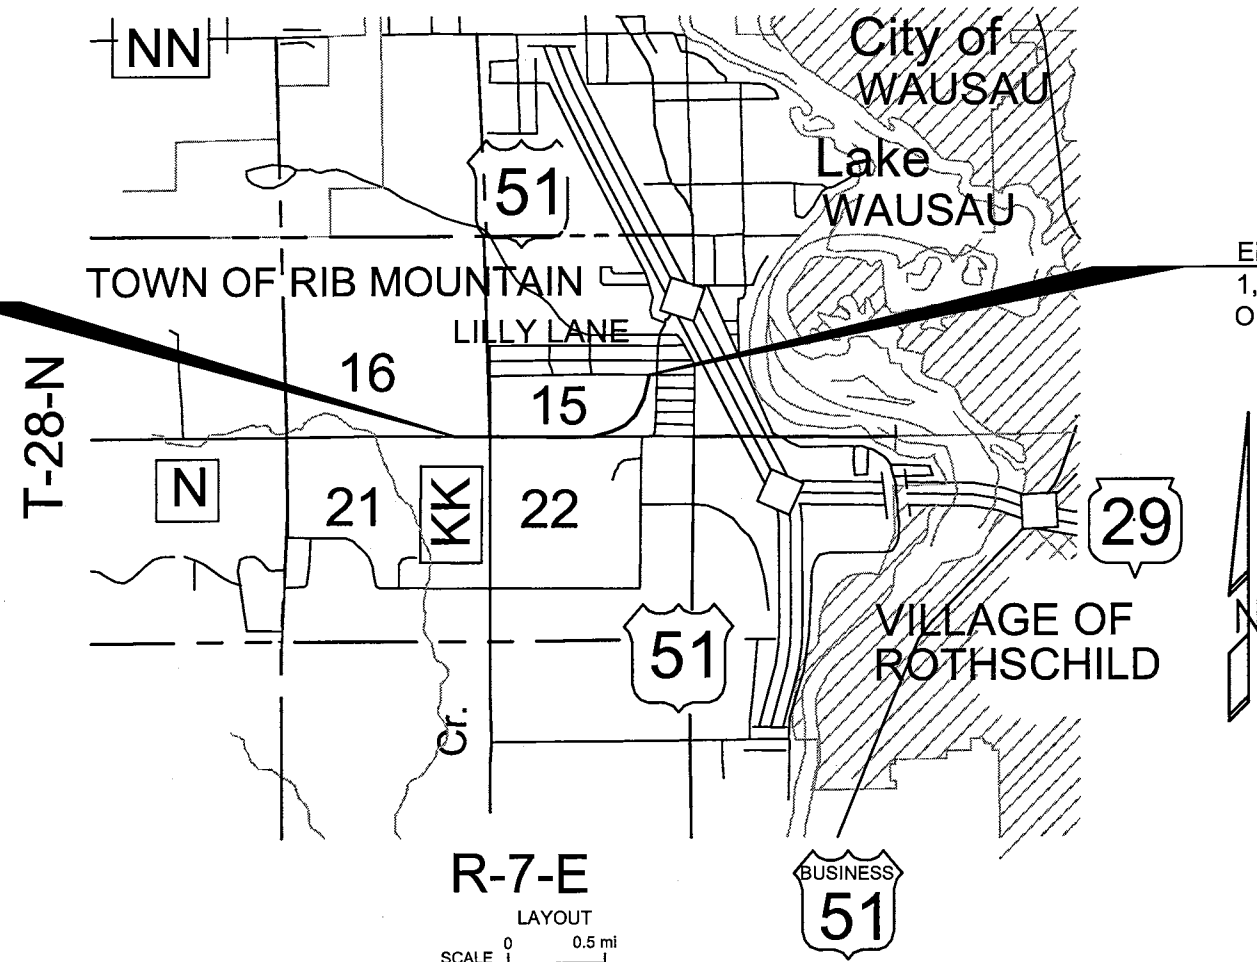 City of
NN
WAUSAU
Lake
51
WAUSAU
TOWN OF RIB MOUNTAIN
1,
O
LILLY LANE
16
15
T-28-N
N
21
KK
22
29
51
VILLAGE OF
ROTHSCHILD
N
Cr.
R-7-E
BUSINESS
51
LAYOUT
0 0.5 mi
SCALE